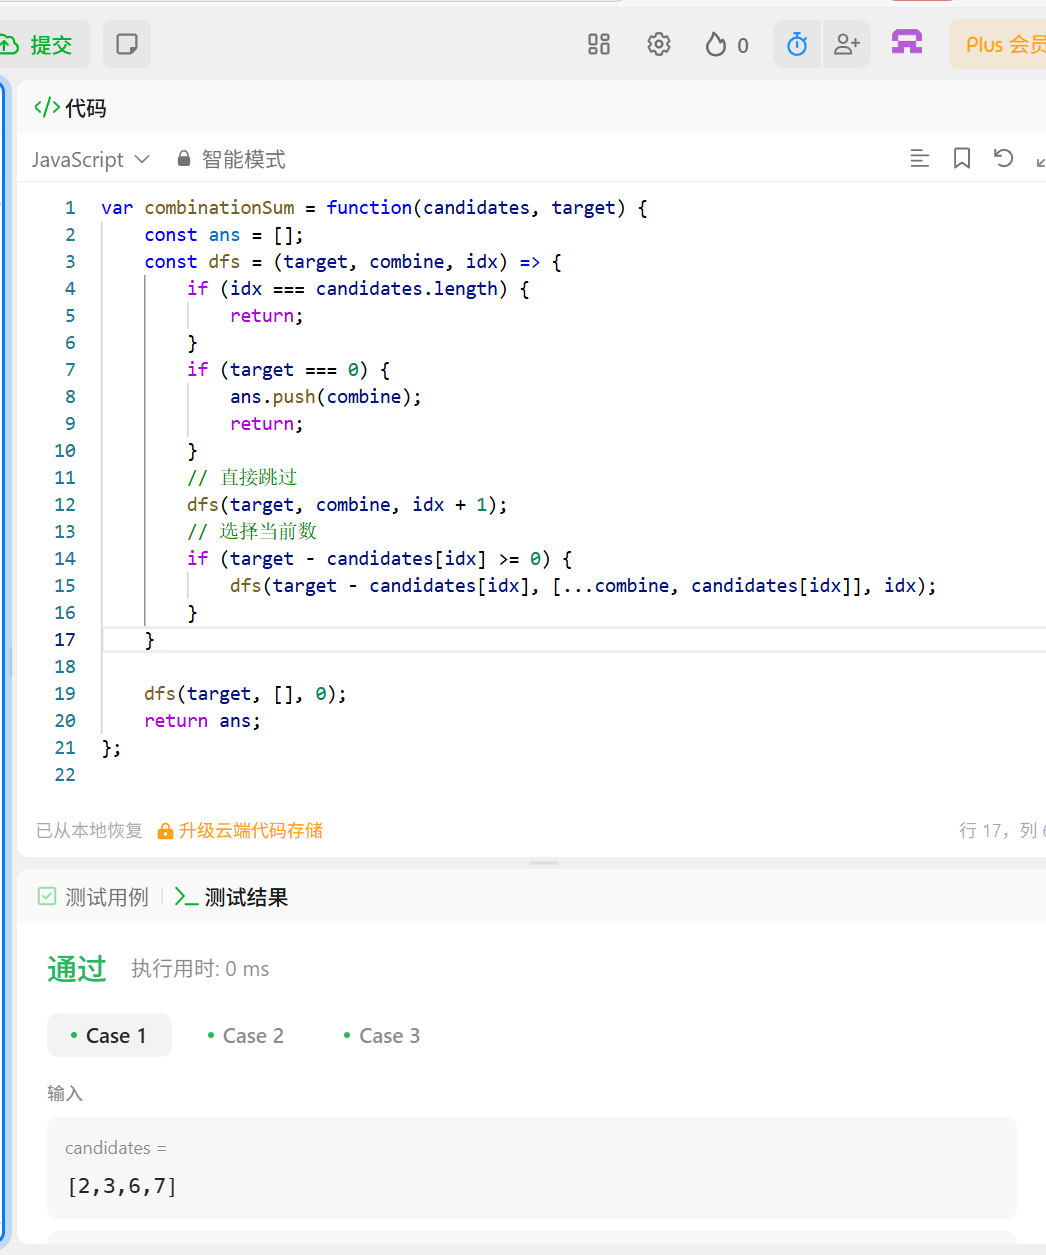 提交
0
Plus 会员
代码
JavaScript
智能模式
1 var combinationSum = function(candidates, target) {
2     const ans = [];
3     const dfs = (target, combine, idx) => {
4         if (idx === candidates.length) {
5             return;
6         }
7         if (target === 0) {
8             ans.push(combine);
9             return;
10         }
11         // 直接跳过
12         dfs(target, combine, idx + 1);
13         // 选择当前数
14         if (target - candidates[idx] >= 0) {
15             dfs(target - candidates[idx], [...combine, candidates[idx]], idx);
16         }
17     }
18
19     dfs(target, [], 0);
20     return ans;
21 };
22
已从本地恢复 升级云端代码存储 行 17，列
测试用例 测试结果
通过 执行用时: 0 ms
Case 1 Case 2 Case 3
输入
candidates =
[2,3,6,7]